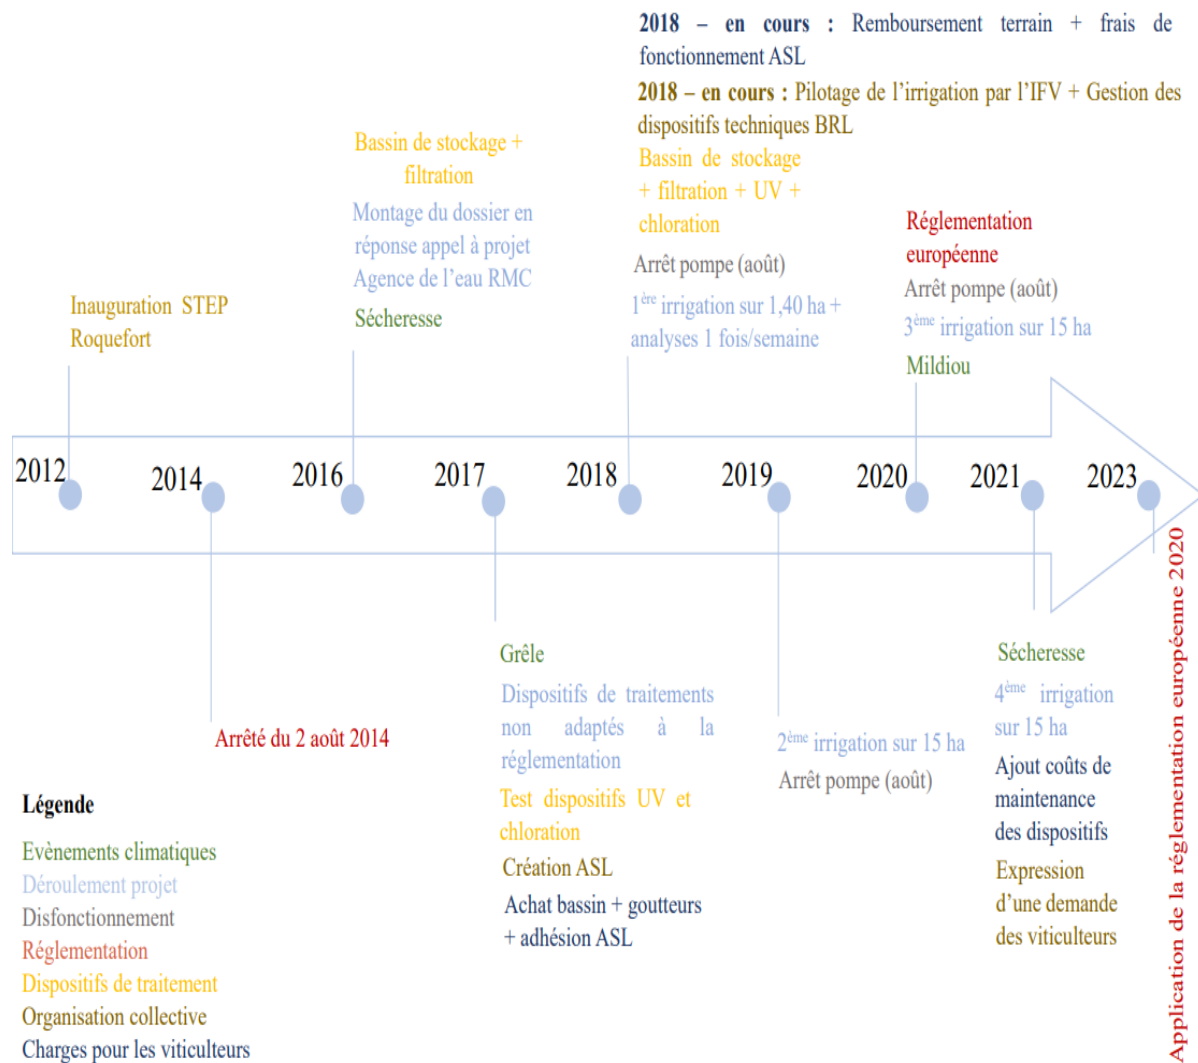 2018 – en cours : Remboursement terrain + frais de
fonctionnement ASL
2018 – en cours : Pilotage de l'irrigation par l'IFV + Gestion des
dispositifs techniques BRL
Bassin de stockage
+ filtration + UV +
chloration
Arrêt pompe (août)
1ère irrigation sur 1,40 ha +
analyses 1 fois/semaine
Bassin de stockage +
filtration
Montage du dossier en
réponse appel à projet
Agence de l'eau RMC
Sécheresse
Inauguration STEP
Roquefort
Réglementation
européenne
Arrêt pompe (août)
3ème irrigation sur 15 ha
Mildiou
2012
2014
2016
2017
2018
2019
2020
2021
2023
Arrêté du 2 août 2014
Grêle
Dispositifs de traitements
non adaptés à la
réglementation
Test dispositifs UV et
chloration
Création ASL
Achat bassin + goutteurs
+ adhésion ASL
2ème irrigation sur 15 ha
Arrêt pompe (août)
Sécheresse
4ème irrigation
sur 15 ha
Ajout coûts de
maintenance
des dispositifs
Expression
d'une demande
des viticulteurs
Application de la réglementation européenne 2020
Légende
Evènements climatiques
Déroulement projet
Disfonctionnement
Réglementation
Dispositifs de traitement
Organisation collective
Charges pour les viticulteurs